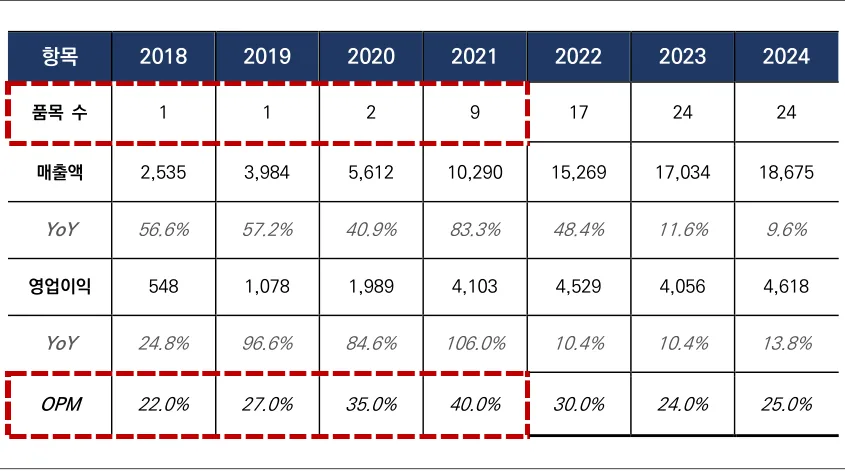 항목 2018 2019 2020 2021 2022 2023 2024
품목 수 1 1 2 9 17 24 24
매출액 2,535 3,984 5,612 10,290 15,269 17,034 18,675
YoY 56.6% 57.2% 40.9% 83.3% 48.4% 11.6% 9.6%
영업이익 548 1,078 1,989 4,103 4,529 4,056 4,618
YoY 24.8% 96.6% 84.6% 106.0% 10.4% 10.4% 13.8%
OPM 22.0% 27.0% 35.0% 40.0% 30.0% 24.0% 25.0%